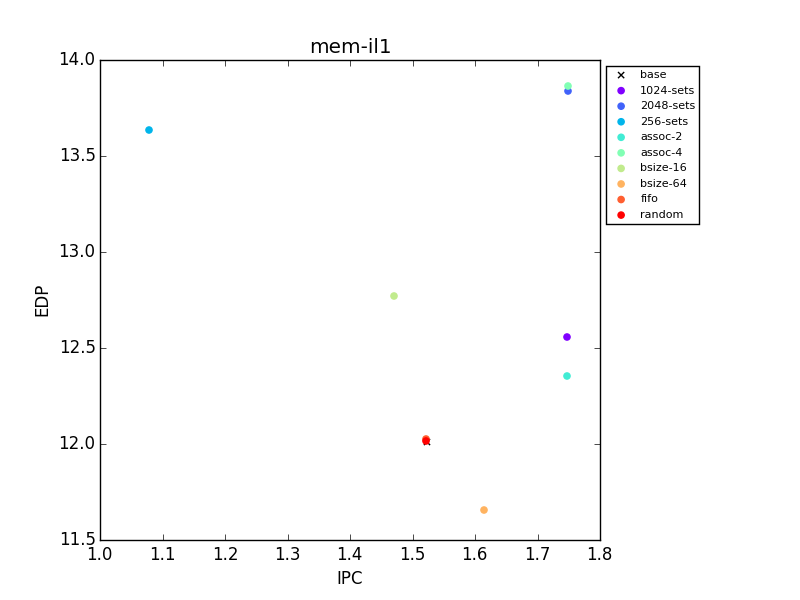 mem-il1
14.0
13.5
13.0
12.5
12.0
11.5
EDP
1.0 1.1 1.2 1.3 1.4 1.5 1.6 1.7 1.8
IPC
base
1024-sets
2048-sets
256-sets
assoc-2
assoc-4
bsize-16
bsize-64
fifo
random